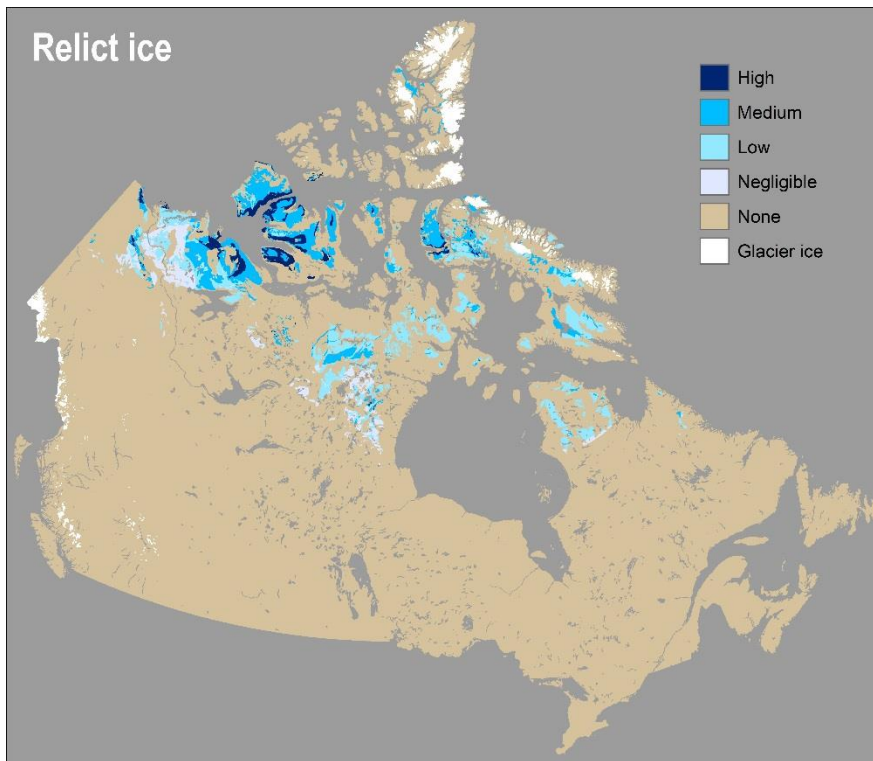 Relict ice
High
Medium
Low
Negligible
None
Glacier ice